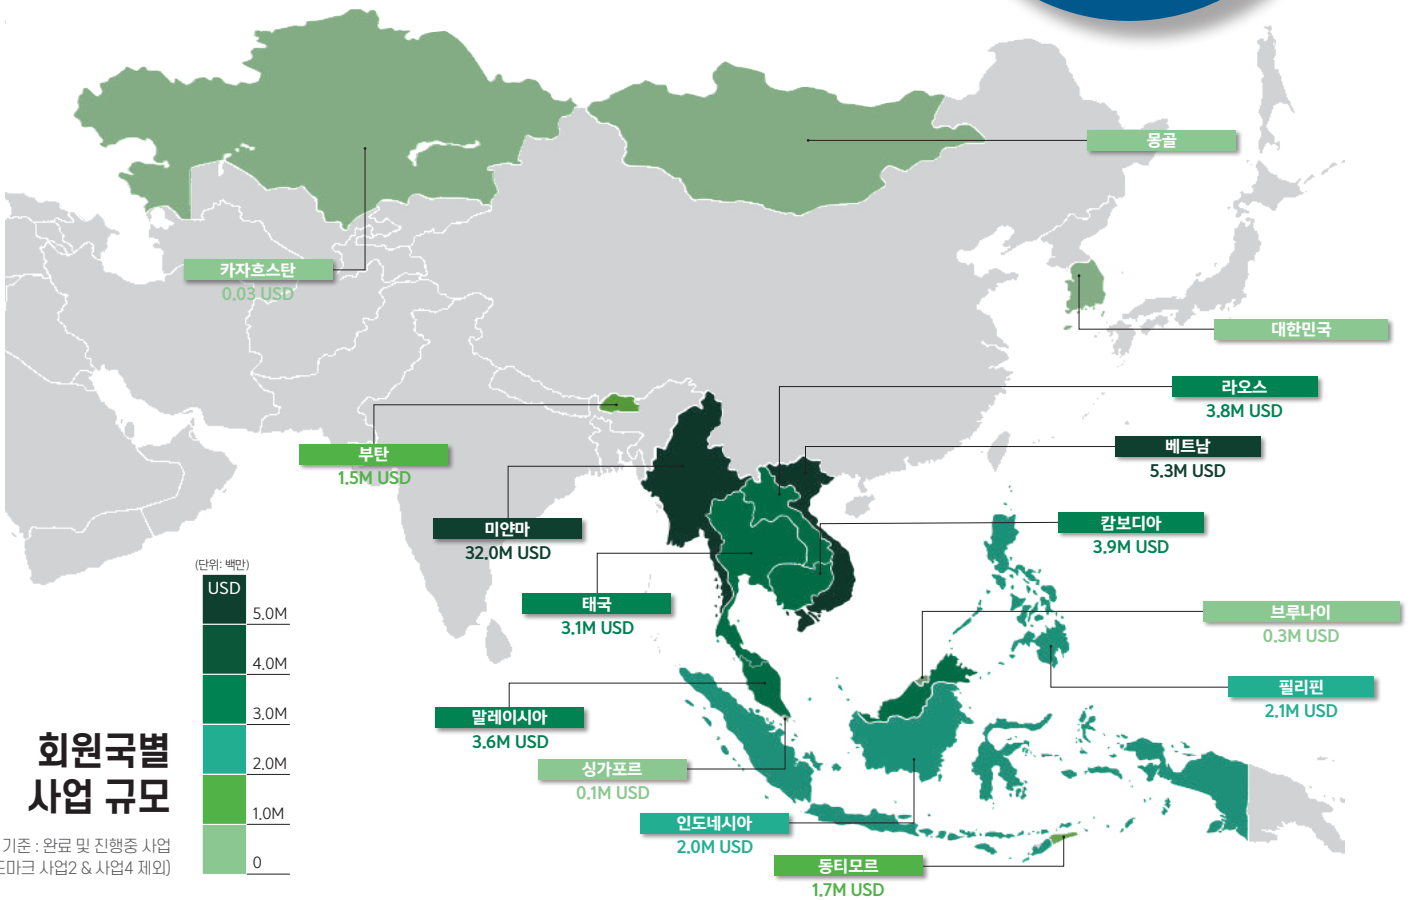 몽골
카자흐스탄
0.03 USD
대한민국
라오스
3.8M USD
베트남
5.3M USD
부탄
1.5M USD
미얀마
32.0M USD
캄보디아
3.9M USD
태국
3.1M USD
브루나이
0.3M USD
필리핀
2.1M USD
말레이시아
3.6M USD
싱가포르
0.1M USD
인도네시아
2.0M USD
동티모르
1.7M USD
(단위: 백만)
USD
5.0M
4.0M
3.0M
2.0M
1.0M
0
회원국별
사업 규모
기준 : 완료 및 진행중 사업
마크 사업2 & 사업4 제외)